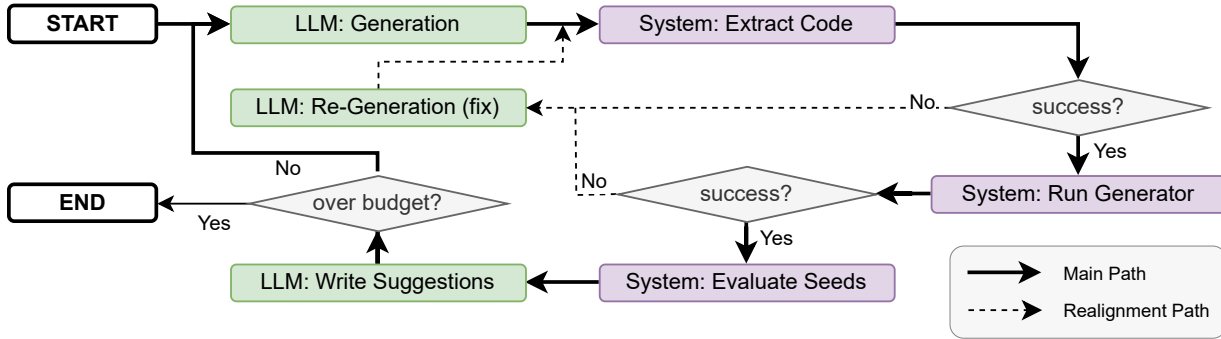 START
LLM: Generation
System: Extract Code
LLM: Re-Generation (fix)
No
success?
Yes
No
END
Yes
over budget?
No
success?
Yes
System: Run Generator
LLM: Write Suggestions
System: Evaluate Seeds
Main Path
Realignment Path